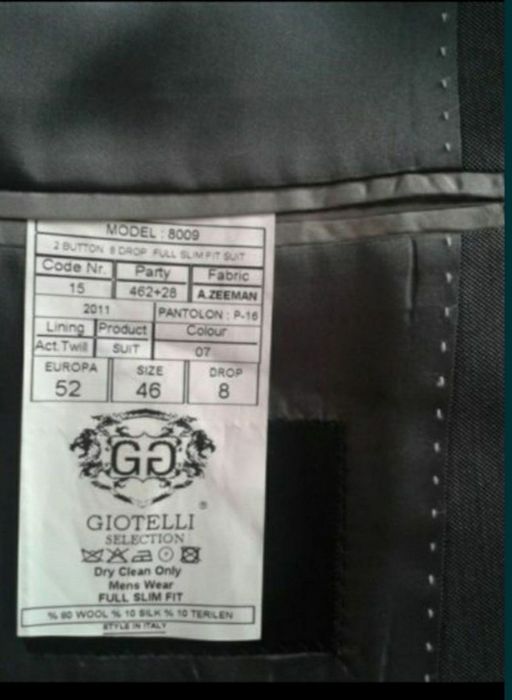 MODEL : 8009
2 BUTTON 8 DROP FULL SLIM FIT SUIT
Code Nr. Party Fabric
15 462+28 A.ZEEMAN
2011 PANTOLON : P-16
Lining Product Colour
Act.Twill SUIT 07
EUROPA SIZE DROP
52 46 8
GG
GIOTELLI ®
SELECTION
Dry Clean Only
Mens Wear
FULL SLIM FIT
% 80 WOOL % 10 SILK % 10 TERILEN
STYLE IN ITALY